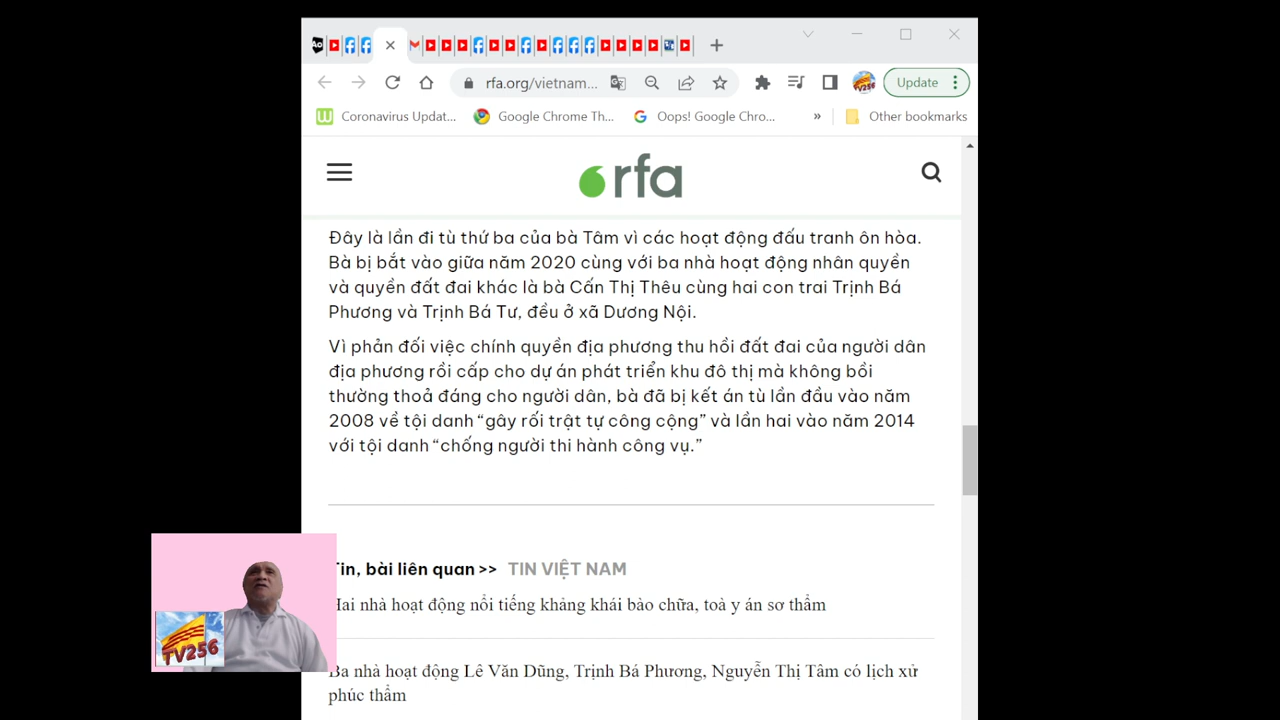 rfa.org/vietnam...
Update
Coronavirus Updat...
Google Chrome Th...
Oops! Google Chro...
»
Other bookmarks
rfa
Đây là lần đi tù thứ ba của bà Tâm vì các hoạt động đấu tranh ôn hòa.
Bà bị bắt vào giữa năm 2020 cùng với ba nhà hoạt động nhân quyền
và quyền đất đai khác là bà Cấn Thị Thêu cùng hai con trai Trịnh Bá
Phương và Trịnh Bá Tư, đều ở xã Dương Nội.
Vì phản đối việc chính quyền địa phương thu hồi đất đai của người dân
địa phương rồi cấp cho dự án phát triển khu đô thị mà không bồi
thường thoả đáng cho người dân, bà đã bị kết án tù lần đầu vào năm
2008 về tội danh “gây rối trật tự công cộng” và lần hai vào năm 2014
với tội danh “chống người thi hành công vụ.”
Tin, bài liên quan >> TIN VIỆT NAM
Hai nhà hoạt động nổi tiếng khảng khái bào chữa, toà y án sơ thẩm
Ba nhà hoạt động Lê Văn Dũng, Trịnh Bá Phương, Nguyễn Thị Tâm có lịch xử
phúc thẩm
TV256